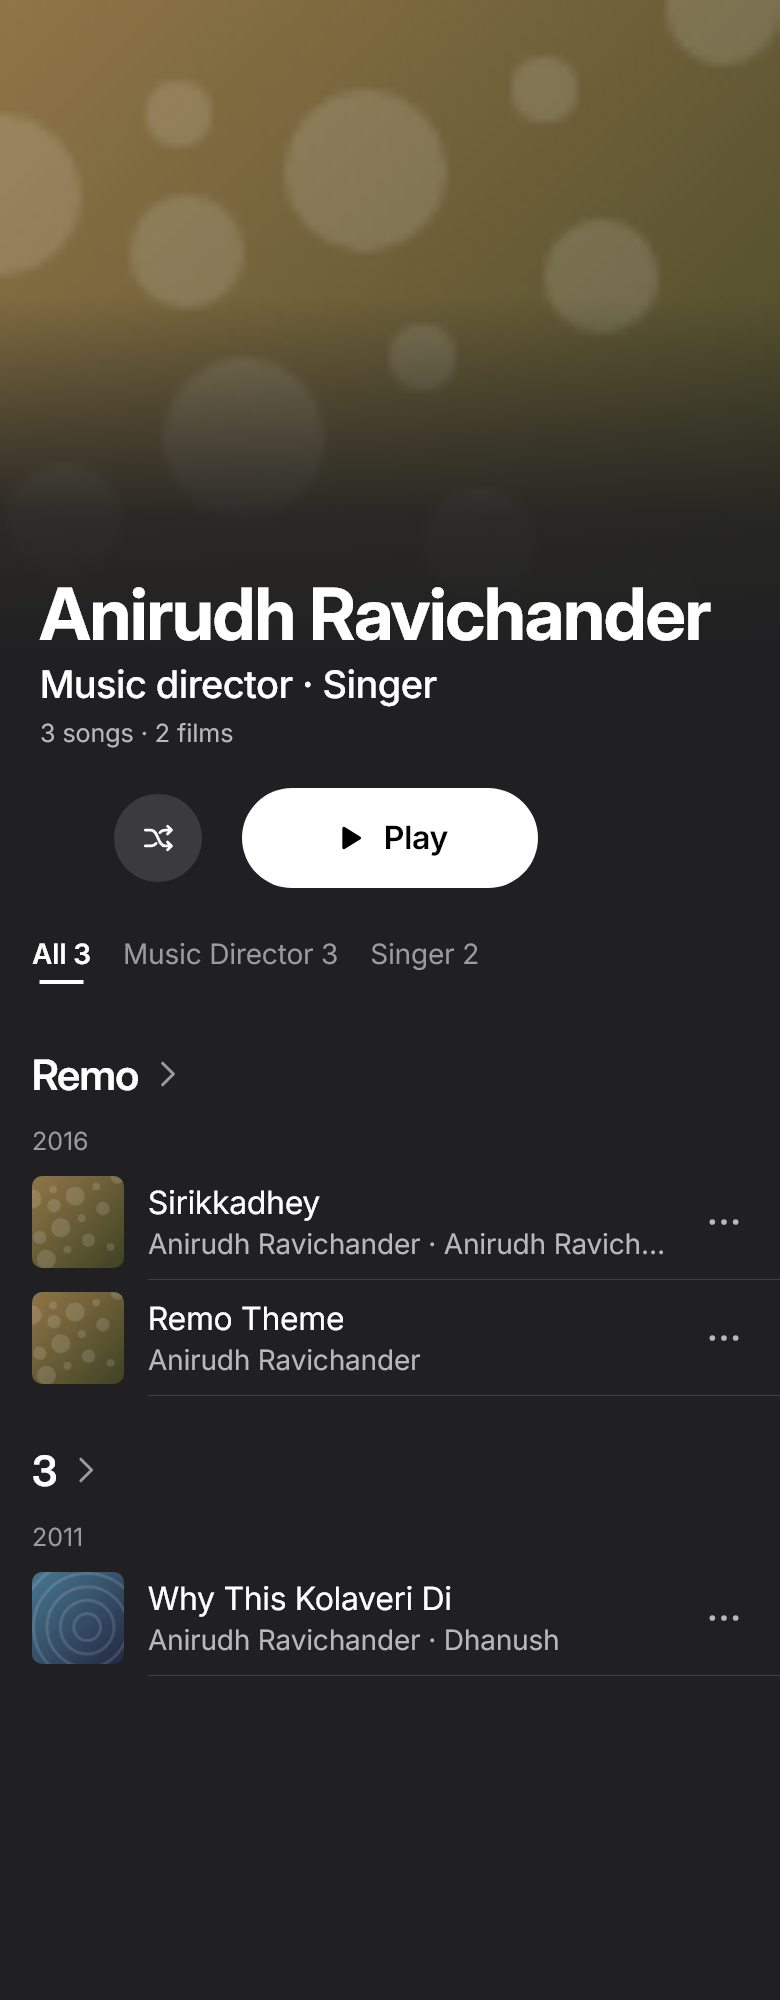 Anirudh Ravichander
Music director · Singer
3 songs · 2 films
Play
All 3 Music Director 3 Singer 2
Remo
2016
Sirikkadhey
Anirudh Ravichander · Anirudh Ravich...
Remo Theme
Anirudh Ravichander
3
2011
Why This Kolaveri Di
Anirudh Ravichander · Dhanush